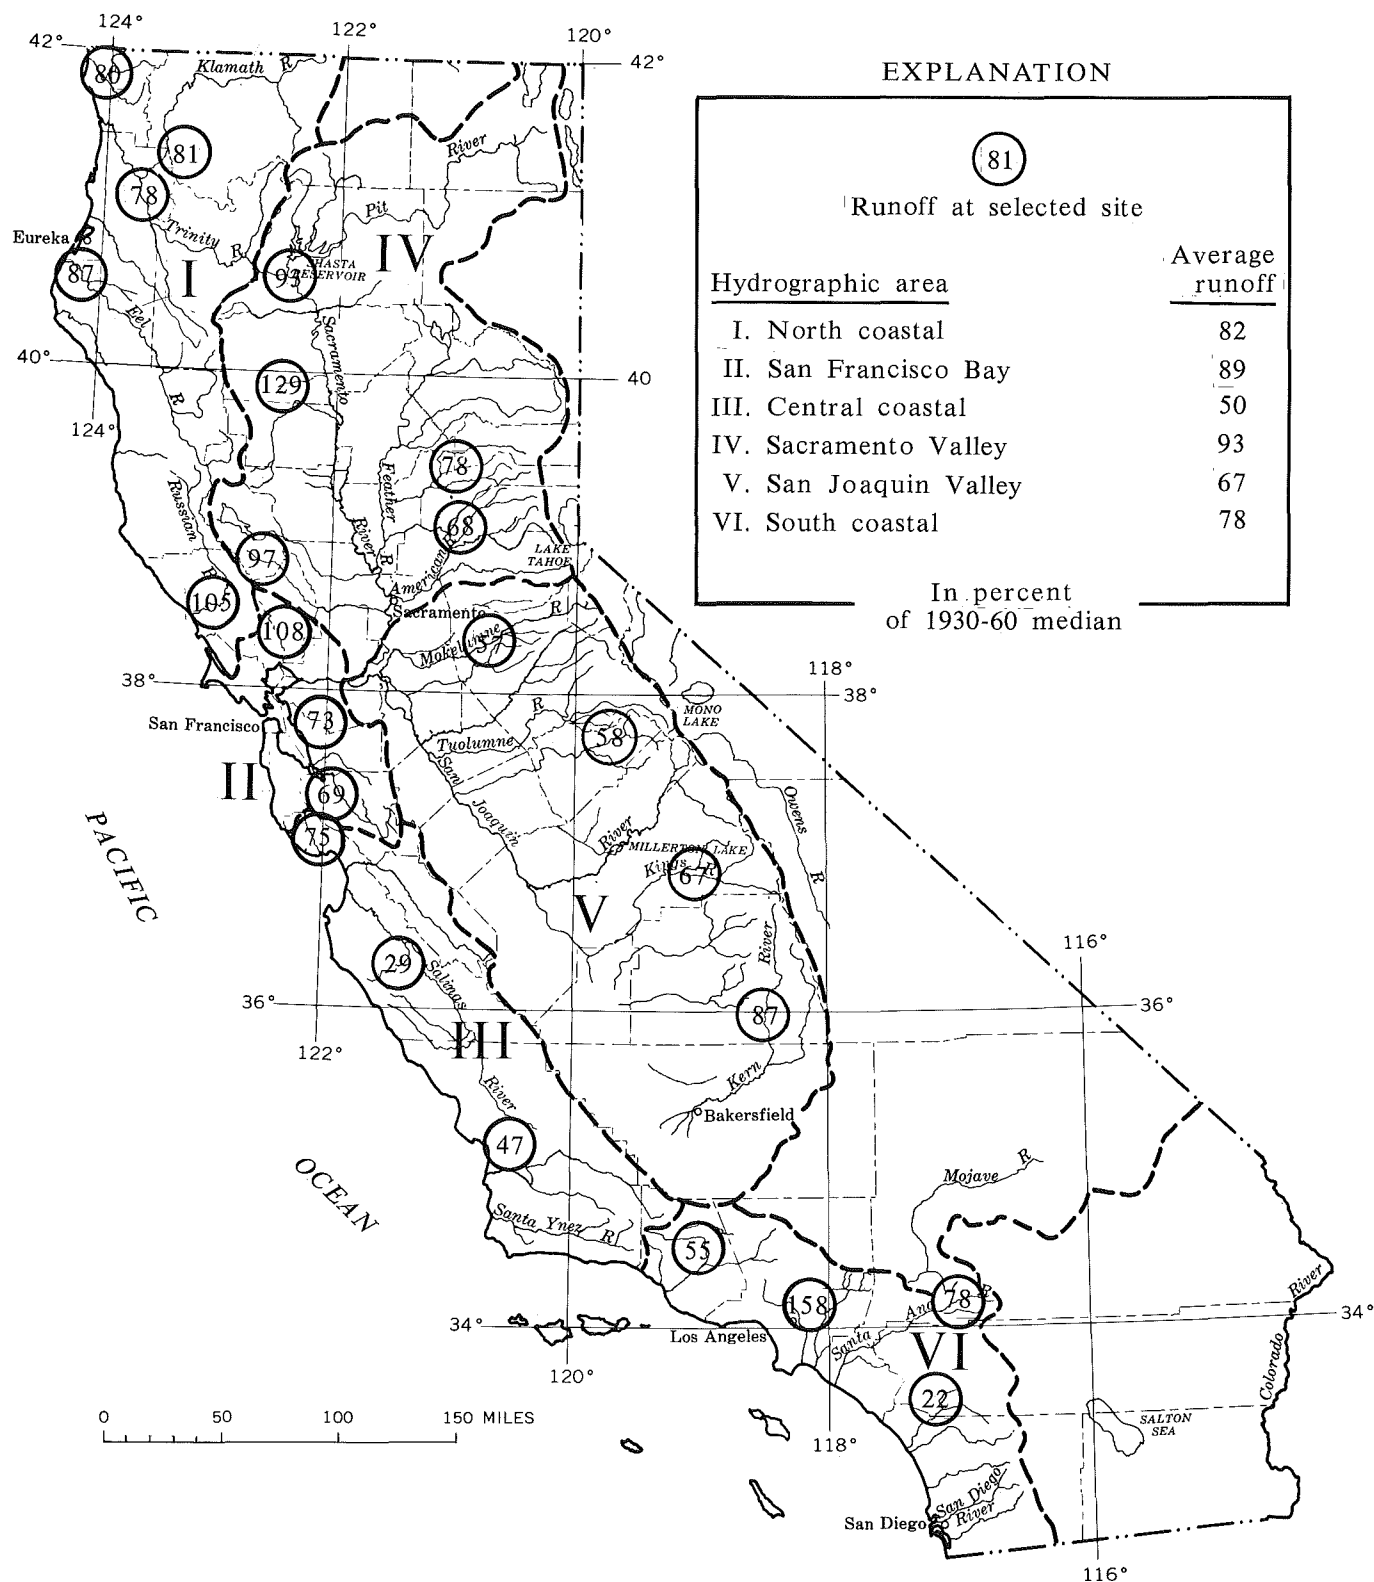 124°
122°
120°
42°
42°
86
Klamath R
EXPLANATION
81
81
Runoff at selected site
78
River
Pit
Trinity R
Eureka
IV
87
I
93
SHASTA
RESERVOIR
Average
Hydrographic area runoff
Eel
R
Sacramento
I. North coastal 82
40°
II. San Francisco Bay 89
40
129
III. Central coastal 50
124°
IV. Sacramento Valley 93
78
Feather
River
R
V. San Joaquin Valley 67
Russian
R
68
VI. South coastal 78
97
LAKE
TAHOE
American
105
In percent
of 1930-60 median
Sacramento
R
108
Mokelumne
57
118°
38°
38°
MONO
LAKE
San Francisco
73
R
Tuolumne
58
San
Joaquin
River
II
69
Owens
R
75
MILLERTON LAKE
Kings R
67
PACIFIC
V
River
29
Salinas
116°
36°
36°
87
III
122°
River
Kern
Bakersfield
47
Mojave R
OCEAN
Santa Ynez R
55
158
78
Santa Ana R
River
34°
34°
Los Angeles
VI
Colorado
120°
22
0 50 100 150 MILES
SALTON
SEA
118°
San Diego
River
San Diego
116°